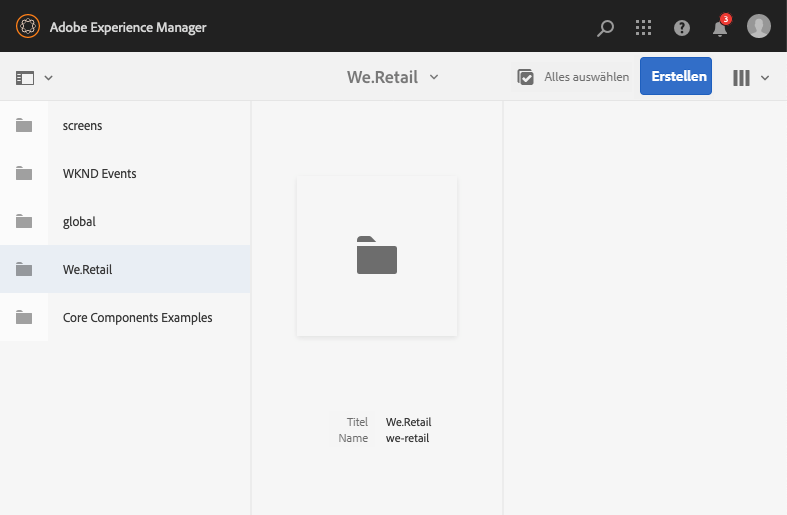 Adobe Experience Manager
3
We.Retail
Alles auswählen
Erstellen
screens
WKND Events
global
We.Retail
Core Components Examples
Titel We.Retail
Name we-retail